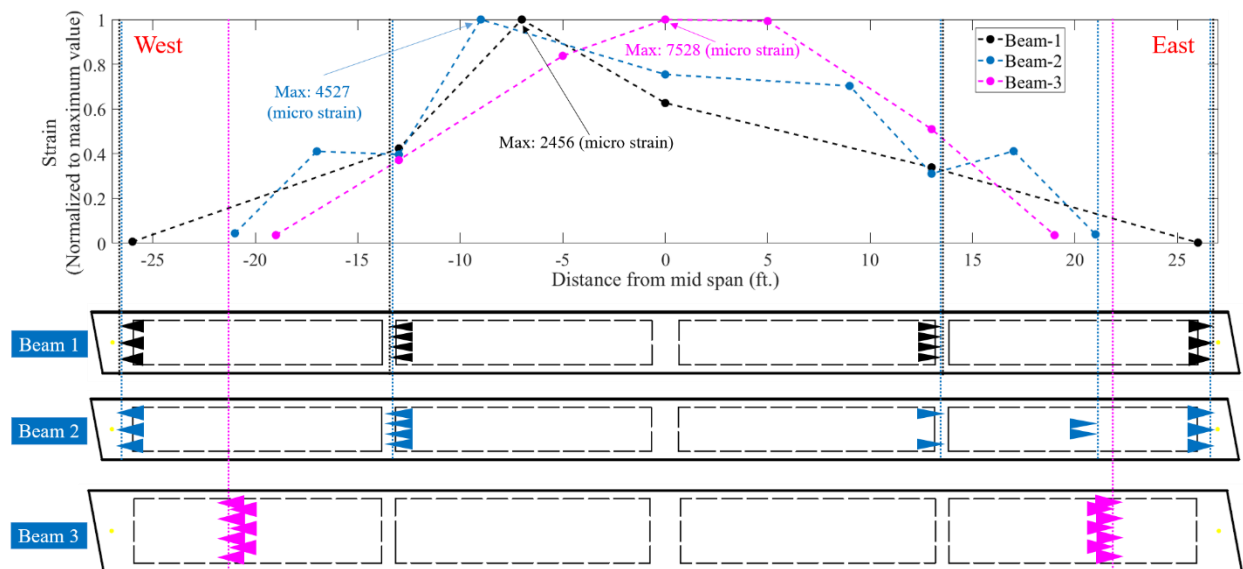 West
East
Max: 7528 (micro strain)
Max: 4527
(micro strain)
Max: 2456 (micro strain)
Beam-1
Beam-2
Beam-3
Strain
(Normalized to maximum value)
1
0.8
0.6
0.4
0.2
0
-25 -20 -15 -10 -5 0 5 10 15 20 25
Distance from mid span (ft.)
Beam 1
Beam 2
Beam 3